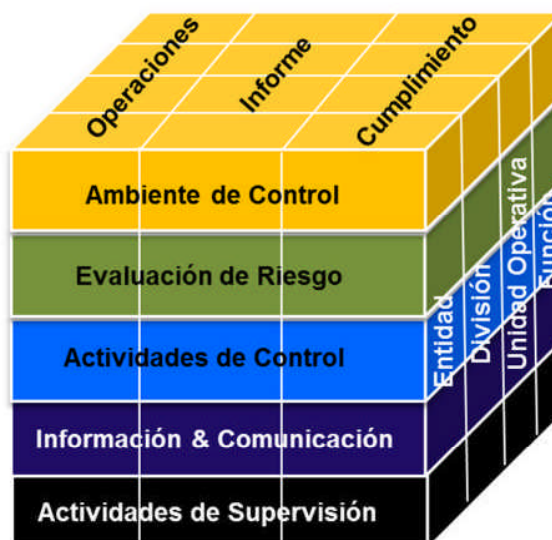 Operaciones
Informe
Cumplimiento
Ambiente de Control
Evaluación de Riesgo
Actividades de Control
Información & Comunicación
Actividades de Supervisión
Entidad
División
Unidad Operativa
Función